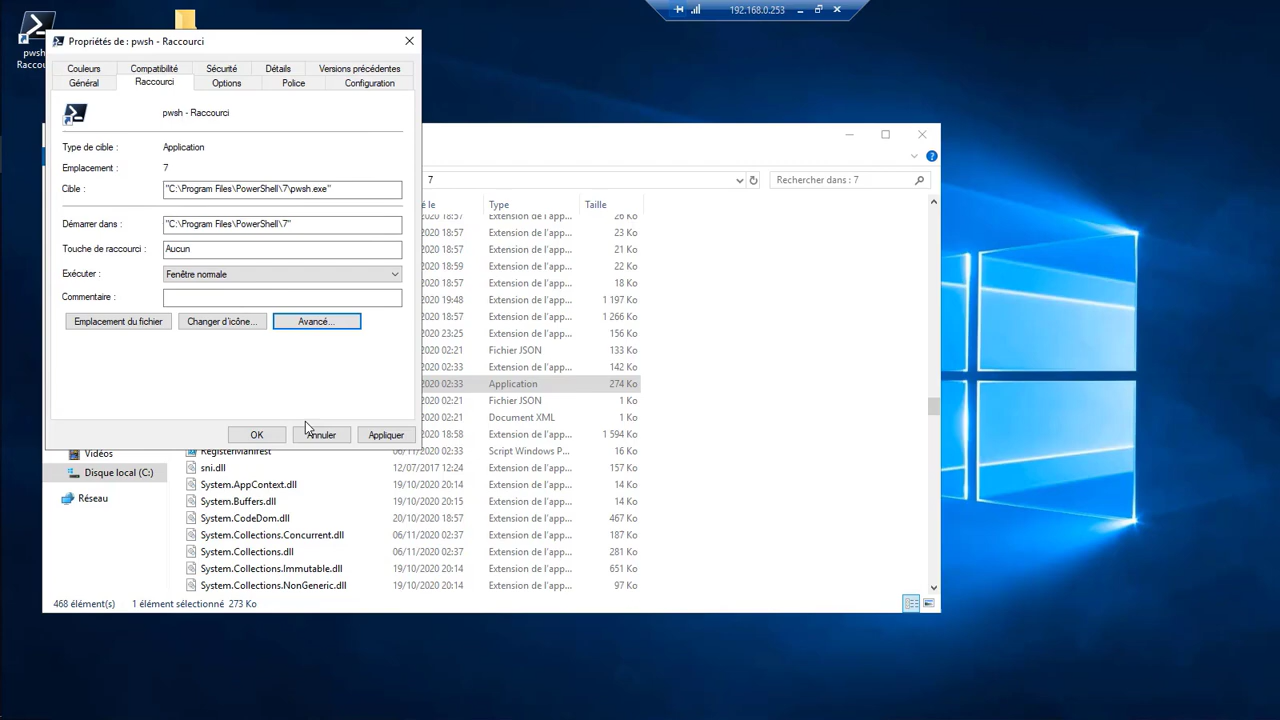 192.168.0.253
pwsh
Raccou
Propriétés de : pwsh - Raccourci
Couleurs Compatibilité Sécurité Détails Versions précédentes
Général Raccourci Options Police Configuration
pwsh - Raccourci
Type de cible : Application
Emplacement : 7
Cible : "C:\Program Files\PowerShell\7\pwsh.exe"
Démarrer dans : "C:\Program Files\PowerShell\7"
Touche de raccourci : Aucun
Exécuter : Fenêtre normale
Commentaire :
Emplacement du fichier Changer d'icône... Avancé...
OK Annuler Appliquer
7 Rechercher dans : 7
é le Type Taille
2020 18:57 Extension de l'app... 26 Ko
2020 18:57 Extension de l'app... 23 Ko
2020 18:57 Extension de l'app... 21 Ko
2020 18:59 Extension de l'app... 22 Ko
2020 18:57 Extension de l'app... 18 Ko
2020 19:48 Extension de l'app... 1 197 Ko
2020 18:57 Extension de l'app... 1 266 Ko
2020 23:25 Extension de l'app... 156 Ko
2020 02:21 Fichier JSON 133 Ko
2020 02:33 Extension de l'app... 142 Ko
2020 02:33 Application 274 Ko
2020 02:21 Fichier JSON 1 Ko
2020 02:21 Document XML 1 Ko
2020 18:58 Extension de l'app... 1 594 Ko
Vidéos RegisterManifest 06/11/2020 02:37 Script Windows P... 16 Ko
Disque local (C:) sni.dll 12/07/2017 12:24 Extension de l'app... 157 Ko
System.AppContext.dll 19/10/2020 20:14 Extension de l'app... 14 Ko
Réseau System.Buffers.dll 19/10/2020 20:15 Extension de l'app... 14 Ko
System.CodeDom.dll 20/10/2020 18:57 Extension de l'app... 467 Ko
System.Collections.Concurrent.dll 06/11/2020 02:37 Extension de l'app... 187 Ko
System.Collections.dll 06/11/2020 02:37 Extension de l'app... 281 Ko
System.Collections.Immutable.dll 19/10/2020 20:14 Extension de l'app... 651 Ko
System.Collections.NonGeneric.dll 19/10/2020 20:14 Extension de l'app... 97 Ko
468 élément(s) 1 élément sélectionné 273 Ko